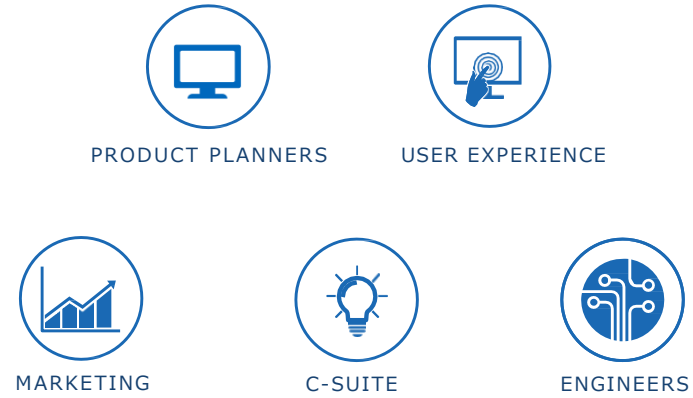 PRODUCT PLANNERS
USER EXPERIENCE
MARKETING
C-SUITE
ENGINEERS